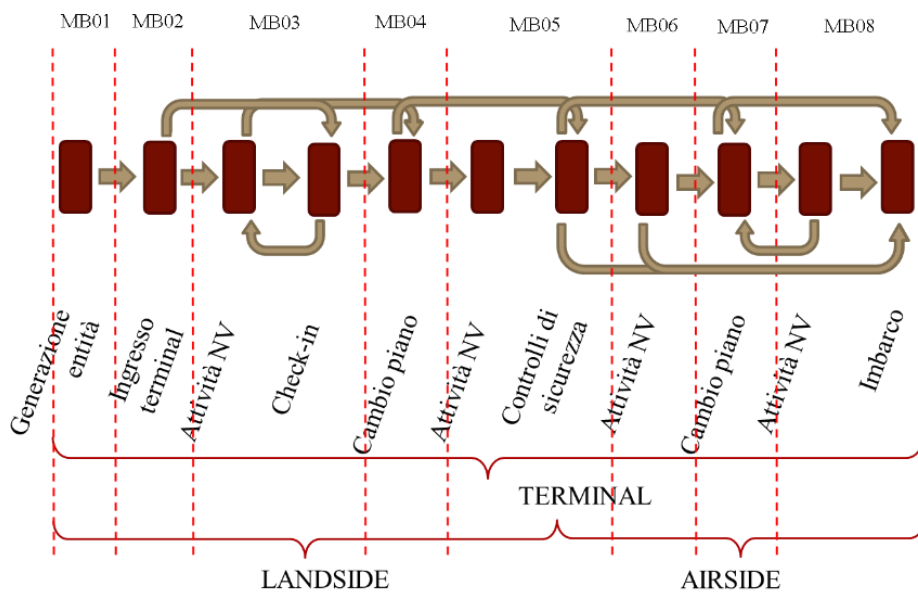 MB01
MB02
MB03
MB04
MB05
MB06
MB07
MB08
Generazione
entità
Ingresso
terminal
Attività NV
Check-in
Cambio piano
Attività NV
Controlli di
sicurezza
Attività NV
Cambio piano
Attività NV
Imbarco
TERMINAL
LANDSIDE
AIRSIDE